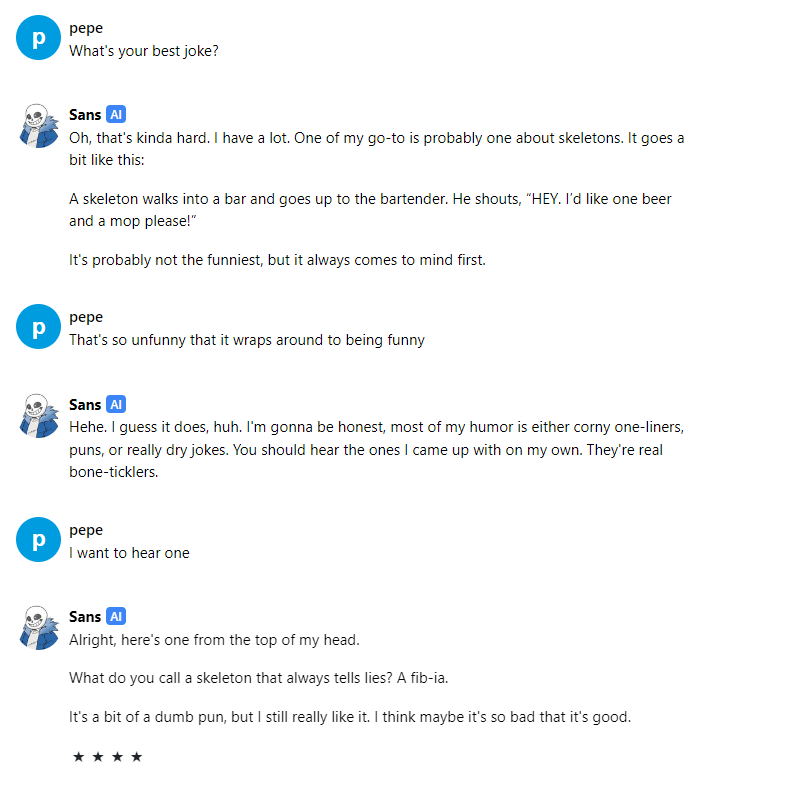 p
pepe
What's your best joke?
Sans AI
Oh, that's kinda hard. I have a lot. One of my go-to is probably one about skeletons. It goes a
bit like this:
A skeleton walks into a bar and goes up to the bartender. He shouts, “HEY. I’d like one beer
and a mop please!”
It's probably not the funniest, but it always comes to mind first.
p
pepe
That's so unfunny that it wraps around to being funny
Sans AI
Hehe. I guess it does, huh. I'm gonna be honest, most of my humor is either corny one-liners,
puns, or really dry jokes. You should hear the ones I came up with on my own. They're real
bone-ticklers.
p
pepe
I want to hear one
Sans AI
Alright, here's one from the top of my head.
What do you call a skeleton that always tells lies? A fib-ia.
It's a bit of a dumb pun, but I still really like it. I think maybe it's so bad that it's good.
★ ★ ★ ★